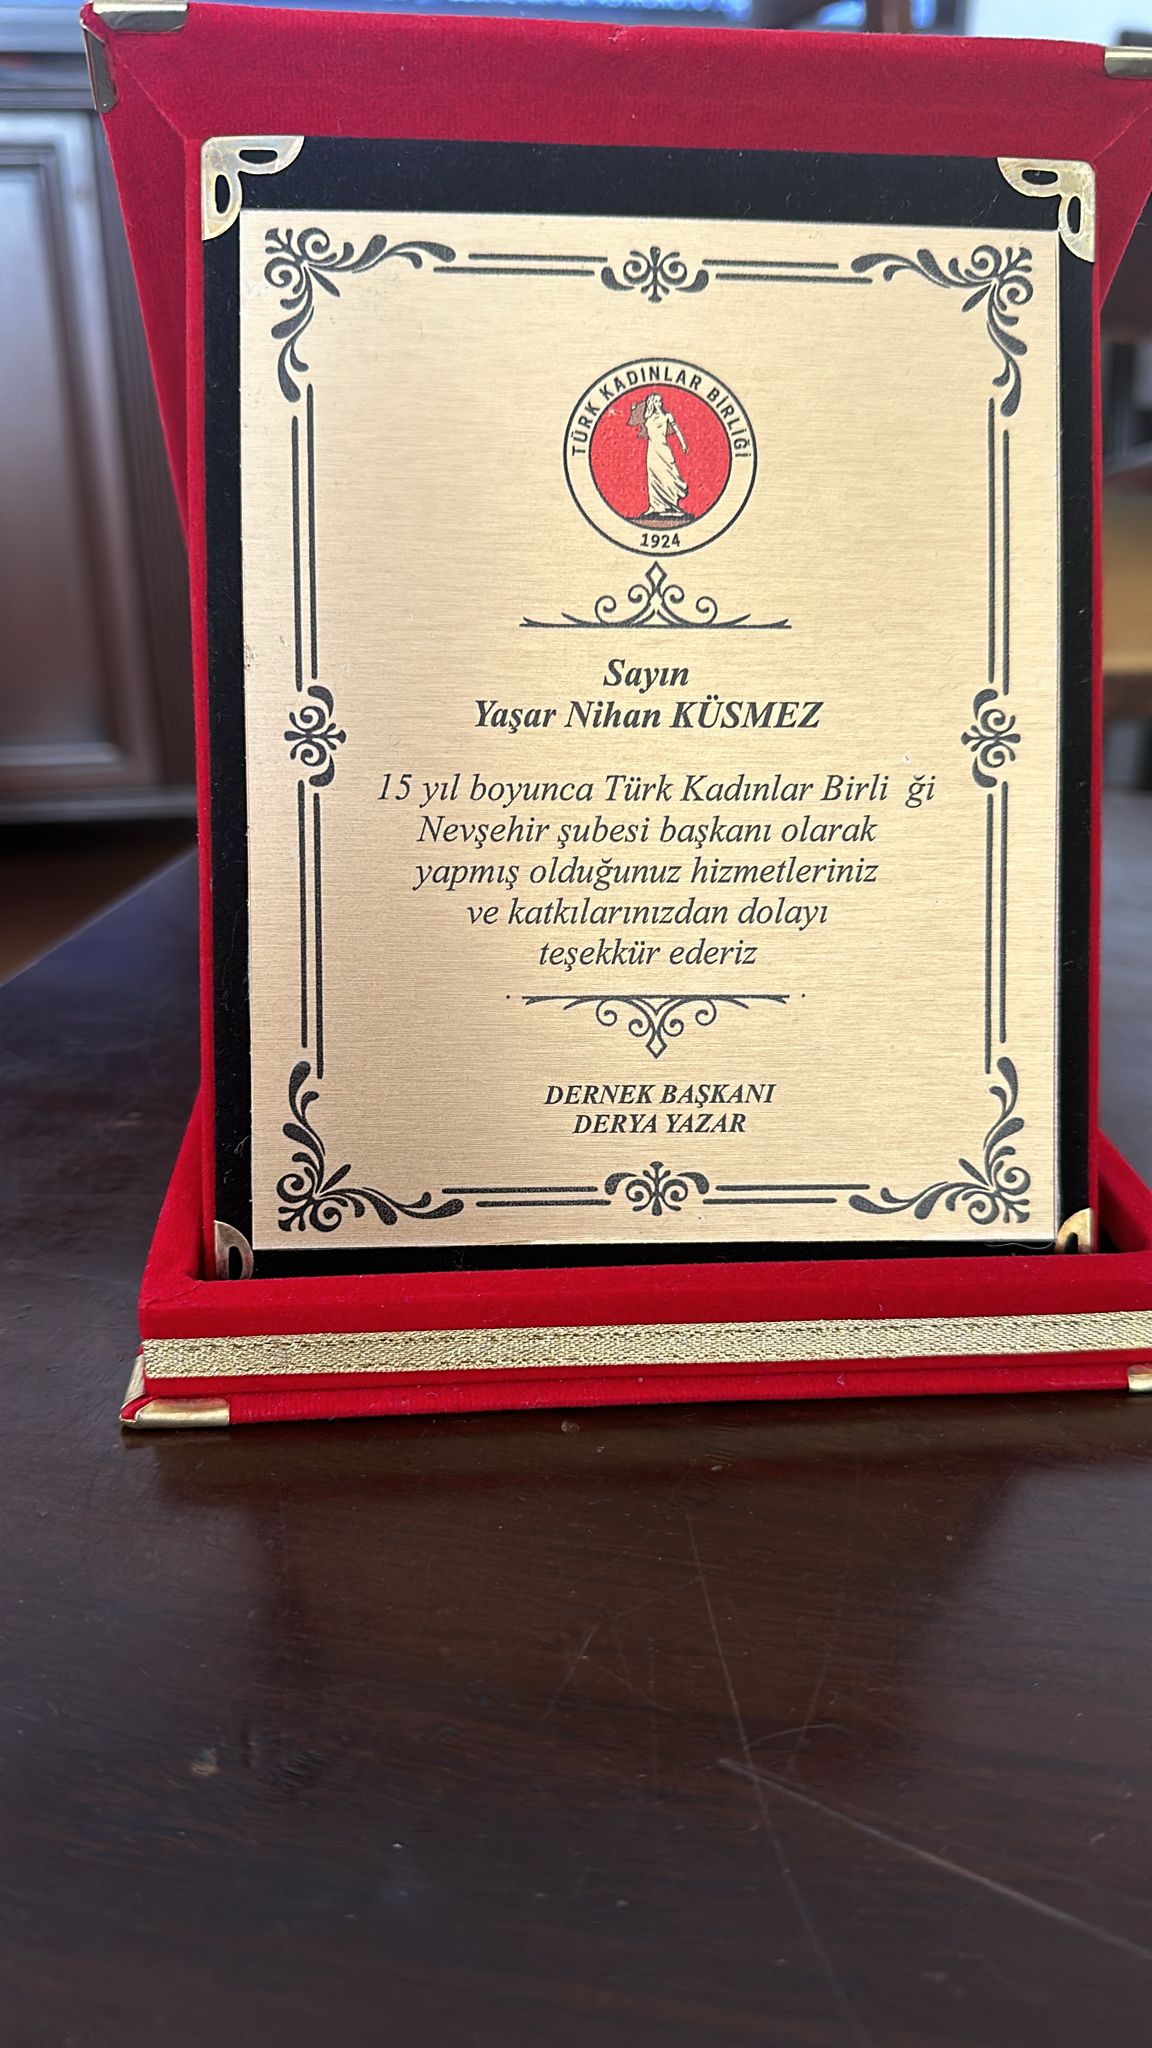 TÜRK KADINLAR BİRLİĞİ
1924
Sayın
Yaşar Nihan KÜSMEZ
15 yıl boyunca Türk Kadınlar Birli ği
Nevşehir şubesi başkanı olarak
yapmış olduğunuz hizmetleriniz
ve katkılarınızdan dolayı
teşekkür ederiz
DERNEK BAŞKANI
DERYA YAZAR